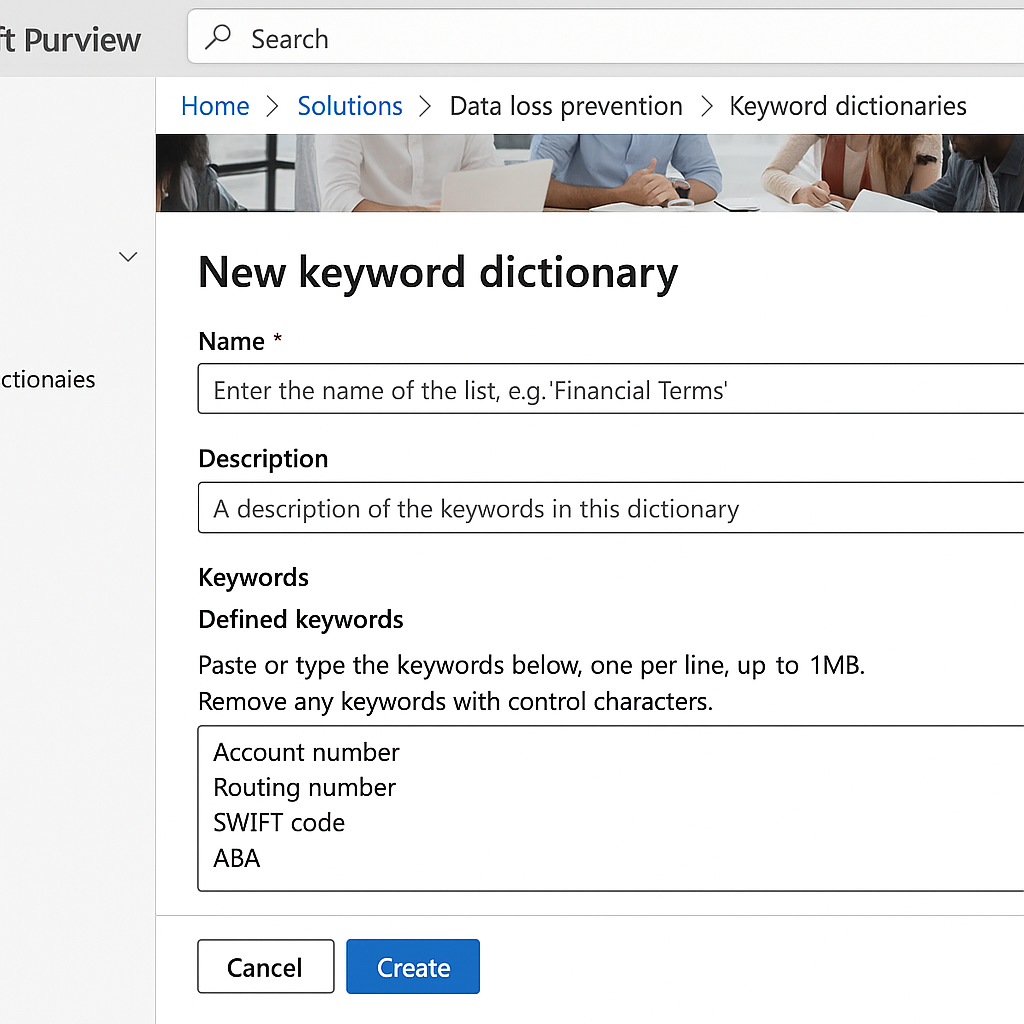 ft Purview
Search
Home > Solutions > Data loss prevention > Keyword dictionaries
New keyword dictionary
Name *
Enter the name of the list, e.g.'Financial Terms'
ctionaies
Description
A description of the keywords in this dictionary
Keywords
Defined keywords
Paste or type the keywords below, one per line, up to 1MB.
Remove any keywords with control characters.
Account number
Routing number
SWIFT code
ABA
Cancel
Create